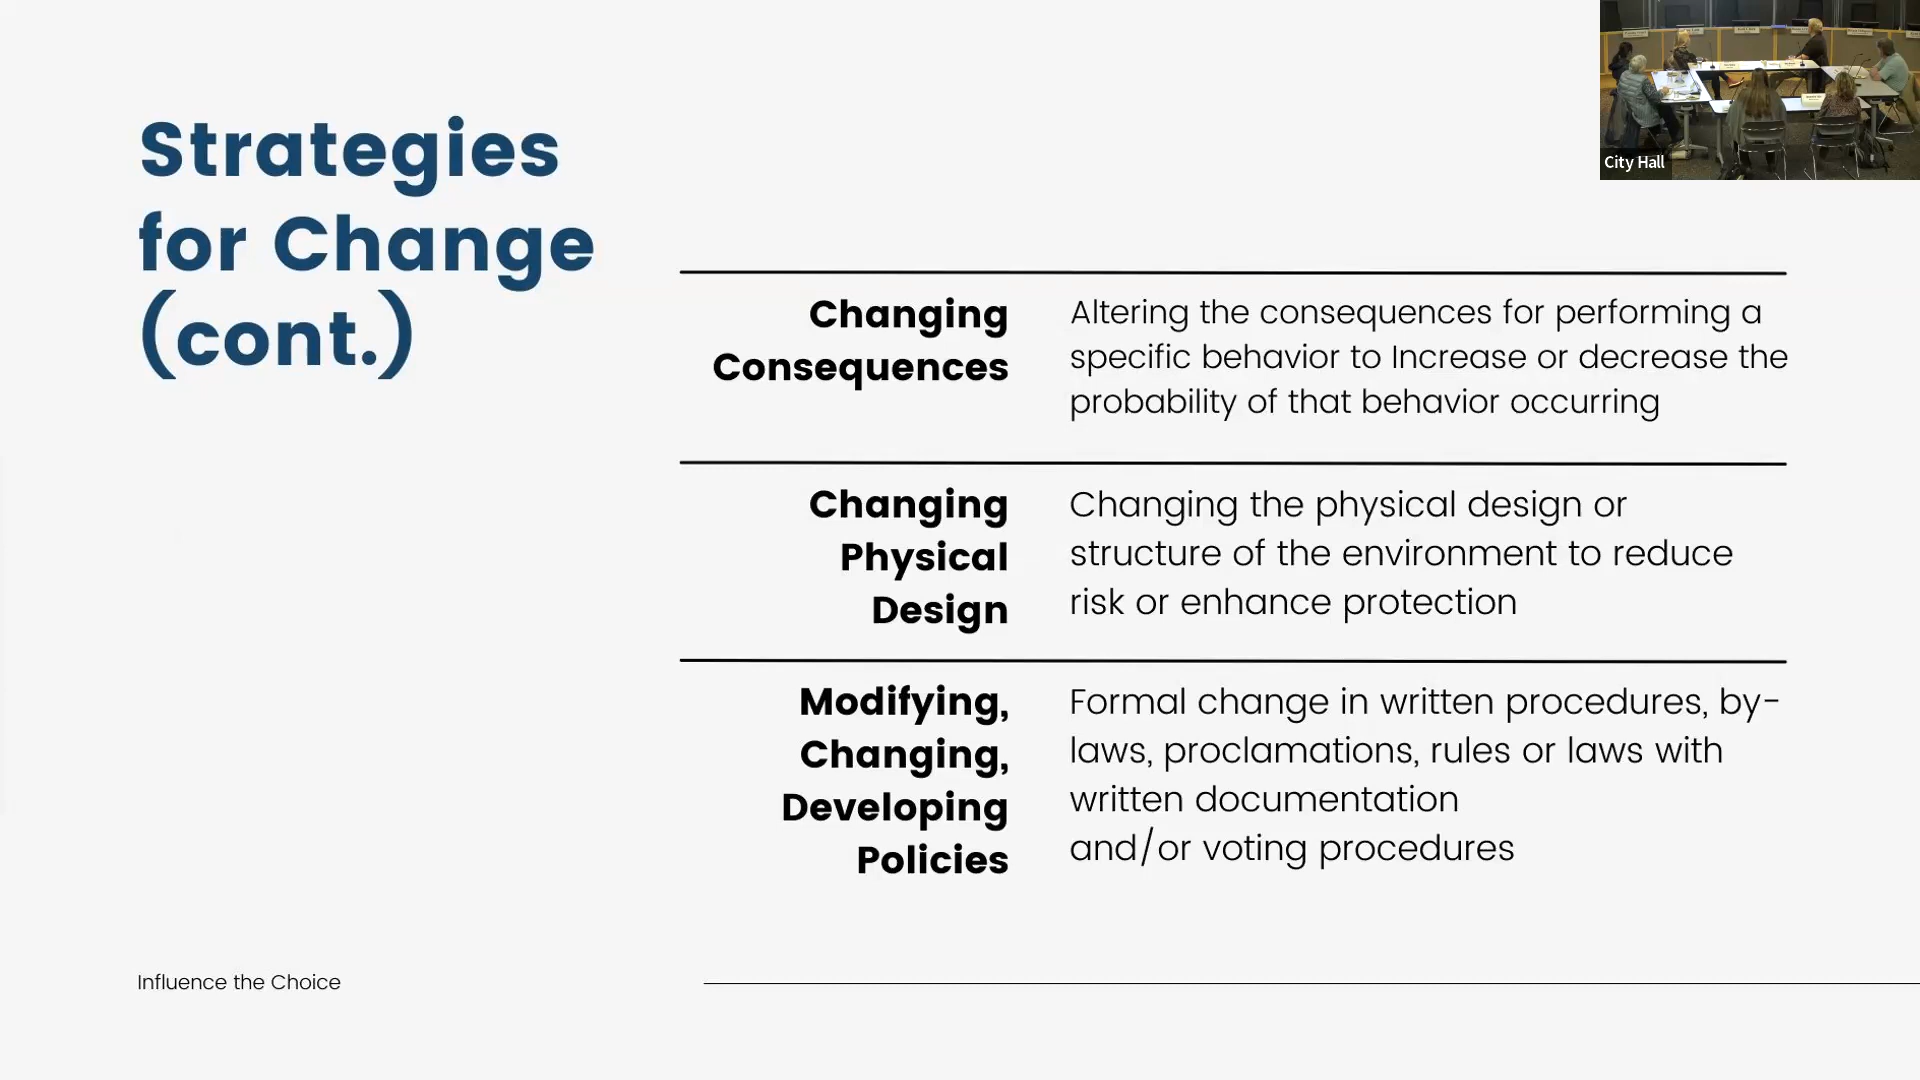 Strategies
for Change
(cont.)
City Hall
Changing
Consequences
Altering the consequences for performing a
specific behavior to Increase or decrease the
probability of that behavior occurring
Changing
Physical
Design
Changing the physical design or
structure of the environment to reduce
risk or enhance protection
Modifying,
Changing,
Developing
Policies
Formal change in written procedures, by-
laws, proclamations, rules or laws with
written documentation
and/or voting procedures
Influence the Choice